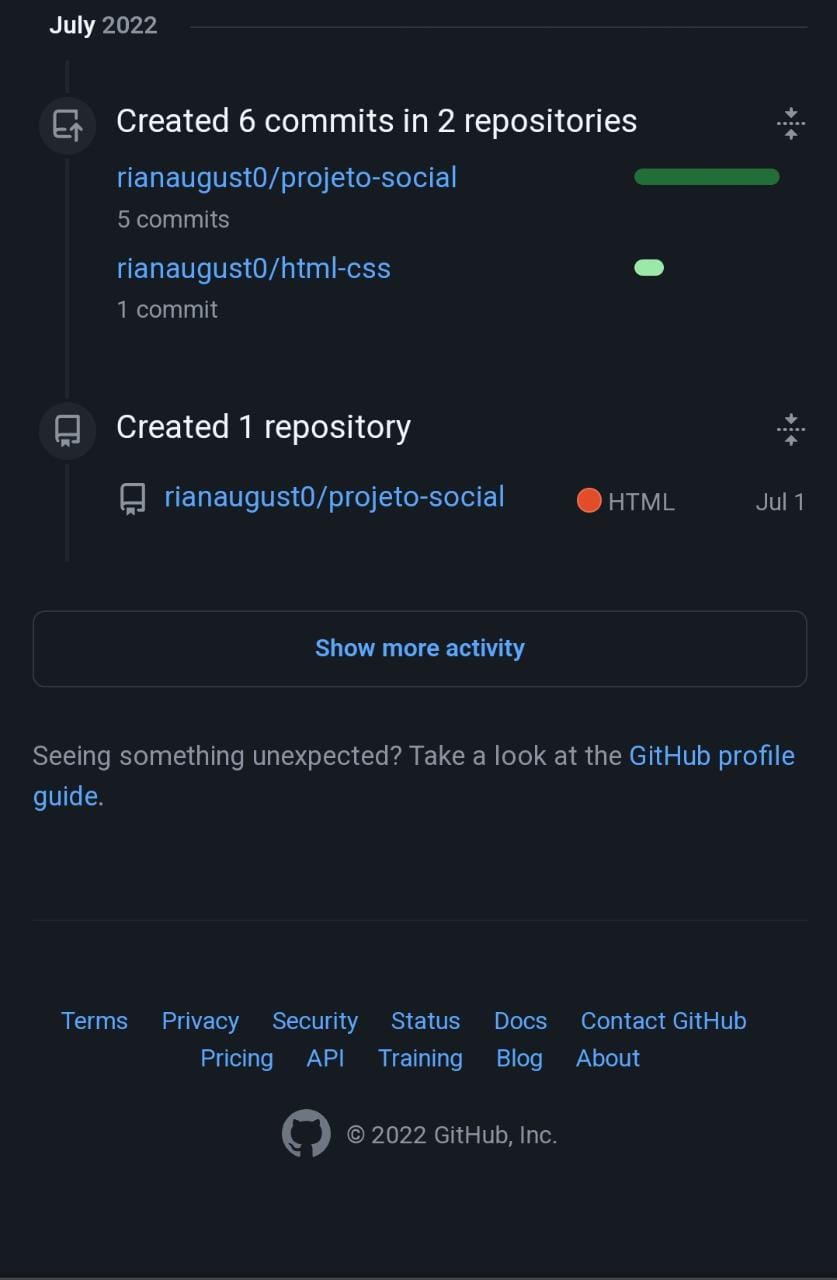 July 2022
Created 6 commits in 2 repositories
rianaugust0/projeto-social
5 commits
rianaugust0/html-css
1 commit
Created 1 repository
rianaugust0/projeto-social HTML Jul 1
Show more activity
Seeing something unexpected? Take a look at the GitHub profile
guide.
Terms Privacy Security Status Docs Contact GitHub
Pricing API Training Blog About
© 2022 GitHub, Inc.